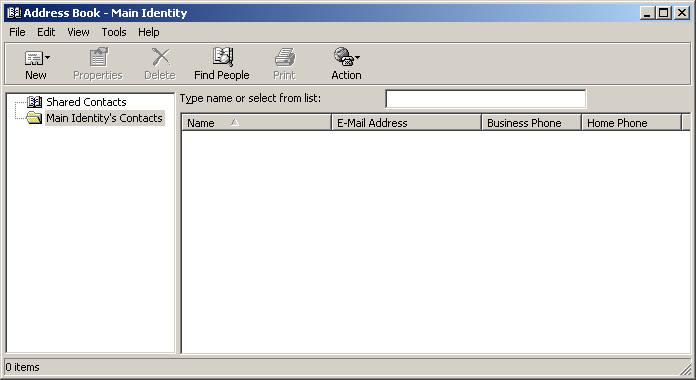 Address Book - Main Identity
File Edit View Tools Help
New Properties Delete Find People Print Action
Shared Contacts
Main Identity's Contacts
Type name or select from list:
Name E-Mail Address Business Phone Home Phone
0 items